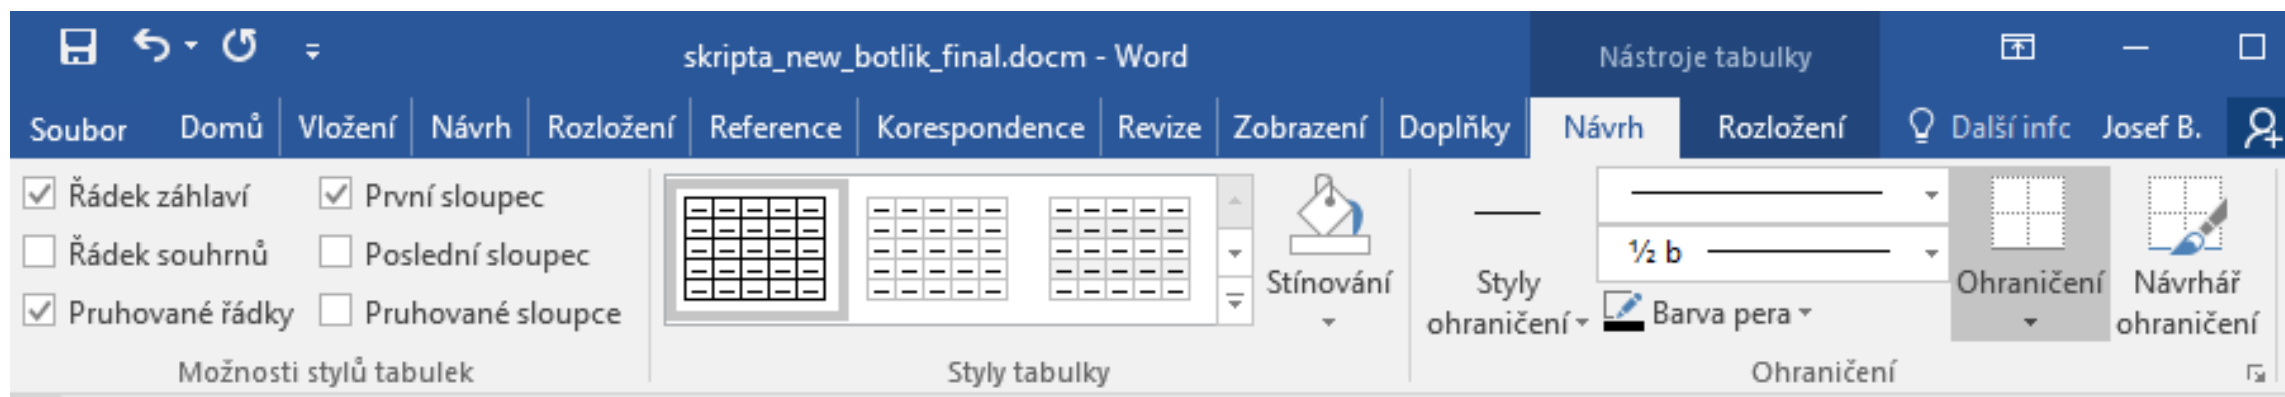 skripta_new_botlik_final.docm - Word
Nástroje tabulky
Soubor Domů Vložení Návrh Rozložení Reference Korespondence Revize Zobrazení Doplňky Návrh Rozložení Další infc Josef B.
Řádek záhlaví První sloupec
Řádek souhrnů Poslední sloupec
Pruhované řádky Pruhované sloupce
Možnosti stylů tabulek
Stínování
Styly tabulky
Styly
ohraničení
½ b
Barva pera
Ohraničení
Návrhář
ohraničení
Ohraničení